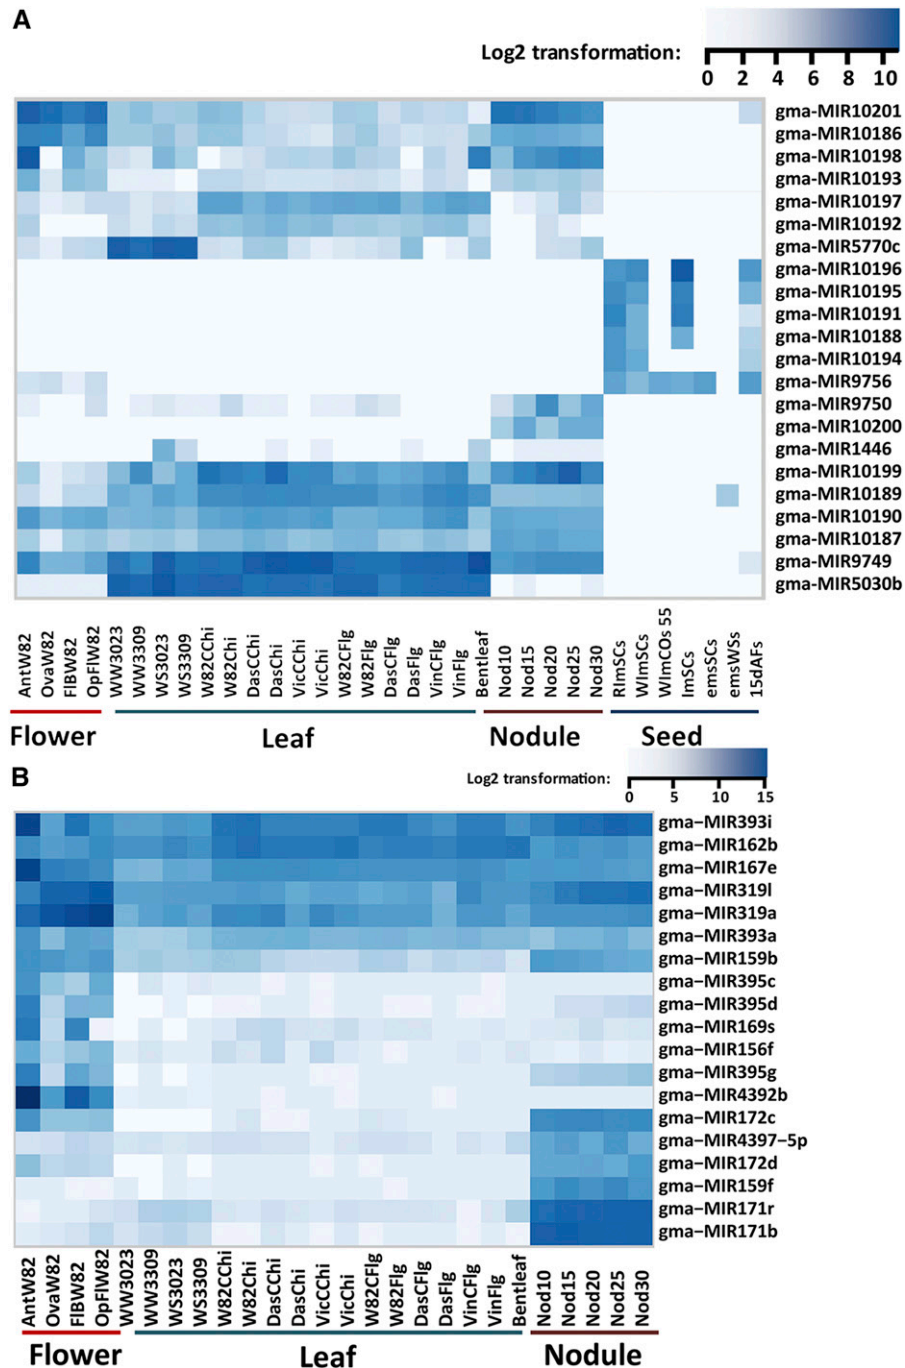 A
Log2 transformation:
0 2 4 6 8 10
gma-MIR10201
gma-MIR10186
gma-MIR10198
gma-MIR10193
gma-MIR10197
gma-MIR10192
gma-MIR5770c
gma-MIR10196
gma-MIR10195
gma-MIR10191
gma-MIR10188
gma-MIR10194
gma-MIR9756
gma-MIR9750
gma-MIR10200
gma-MIR1446
gma-MIR10199
gma-MIR10189
gma-MIR10190
gma-MIR10187
gma-MIR9749
gma-MIR5030b
AntW82
OvaW82
FlBW82
OpFlW82
WW3023
WW3309
WS3023
WS3309
W82CChi
W82Chi
DasCChi
DasChi
VicCChi
VicChi
W82CFlg
W82Flg
DasCFlg
DasFlg
VinCFlg
VinFlg
Bentleaf
Nod10
Nod15
Nod20
Nod25
Nod30
RImSCs
WImSCs
WImCOs 55
ImSCs
emsSCs
emsWSs
15dAFs
Flower Leaf Nodule Seed
B
Log2 transformation:
0 5 10 15
gma−MIR393i
gma−MIR162b
gma−MIR167e
gma−MIR319l
gma−MIR319a
gma−MIR393a
gma−MIR159b
gma−MIR395c
gma−MIR395d
gma−MIR169s
gma−MIR156f
gma−MIR395g
gma−MIR4392b
gma−MIR172c
gma−MIR4397−5p
gma−MIR172d
gma−MIR159f
gma−MIR171r
gma−MIR171b
AntW82
OvaW82
FlBW82
OpFlW82
WW3023
WW3309
WS3023
WS3309
W82CChi
W82Chi
DasCChi
DasChi
VicCChi
VicChi
W82CFlg
W82Flg
DasCFlg
DasFlg
VinCFlg
VinFlg
Bentleaf
Nod10
Nod15
Nod20
Nod25
Nod30
Flower Leaf Nodule